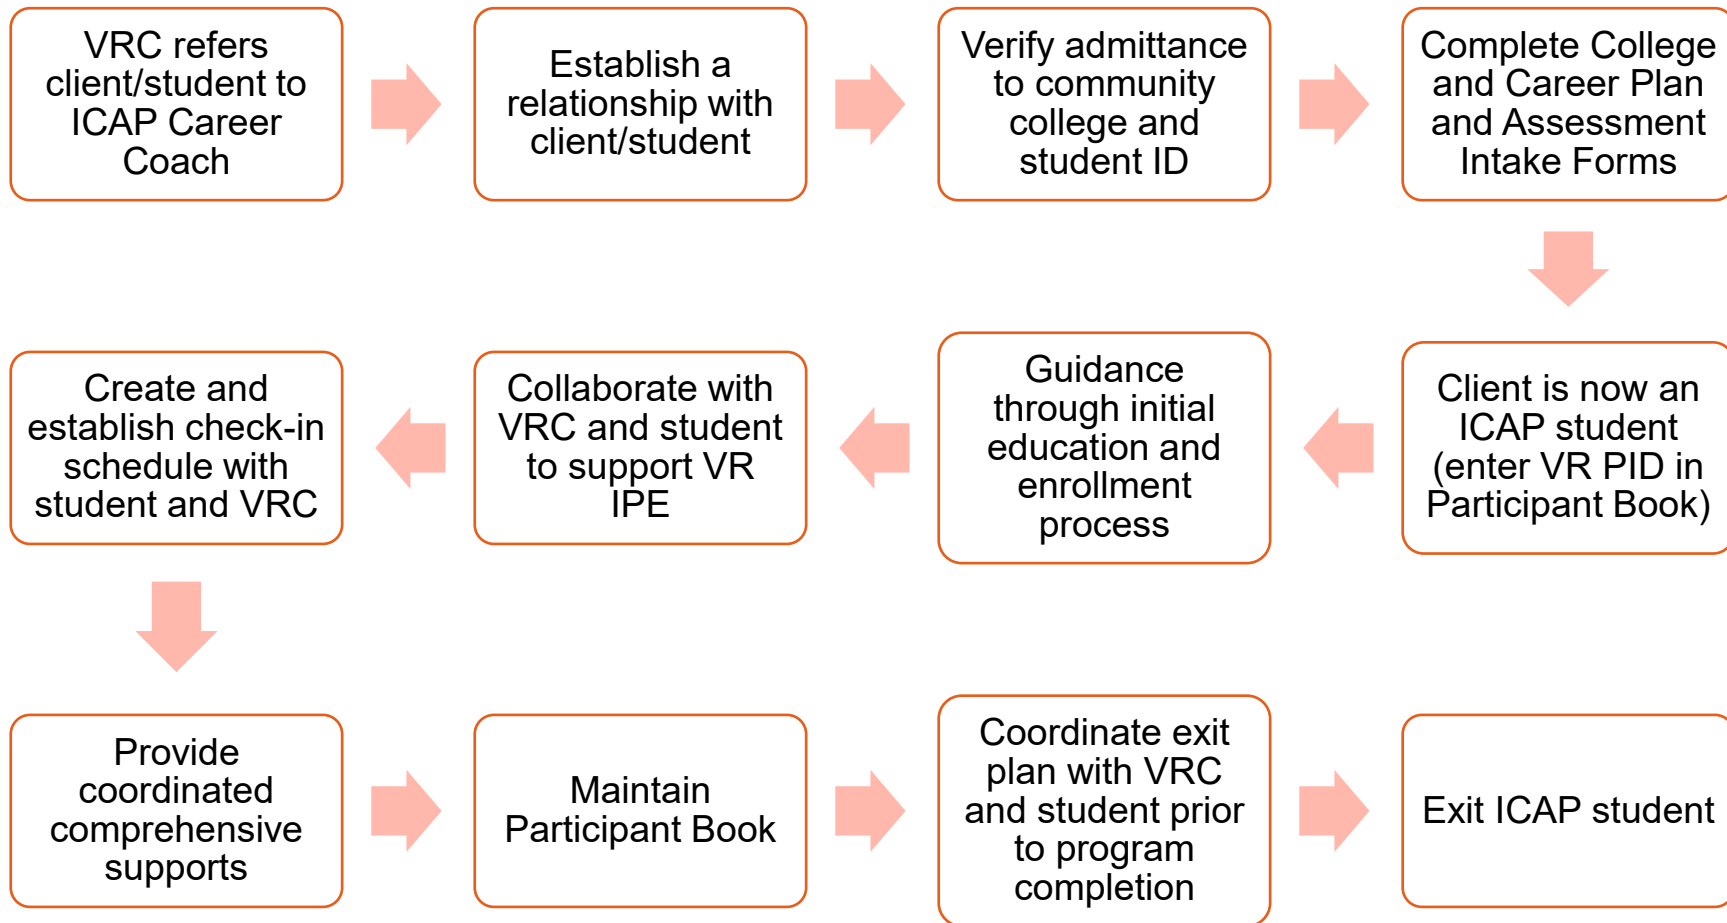 VRC refers
client/student to
ICAP Career
Coach
Establish a
relationship with
client/student
Verify admittance
to community
college and
student ID
Complete College
and Career Plan
and Assessment
Intake Forms
Client is now an
ICAP student
(enter VR PID in
Participant Book)
Guidance
through initial
education and
enrollment
process
Collaborate with
VRC and student
to support VR
IPE
Create and
establish check-in
schedule with
student and VRC
Provide
coordinated
comprehensive
supports
Maintain
Participant Book
Coordinate exit
plan with VRC
and student prior
to program
completion
Exit ICAP student